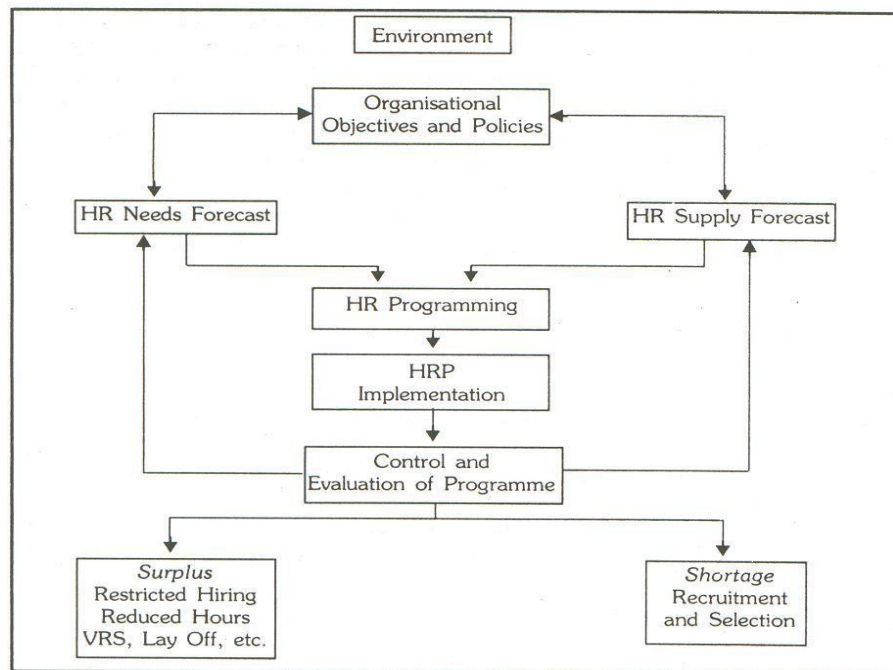 Environment
Organisational
Objectives and Policies
HR Needs Forecast
HR Supply Forecast
HR Programming
HRP
Implementation
Control and
Evaluation of Programme
Surplus
Restricted Hiring
Reduced Hours
VRS, Lay Off, etc.
Shortage
Recruitment
and Selection